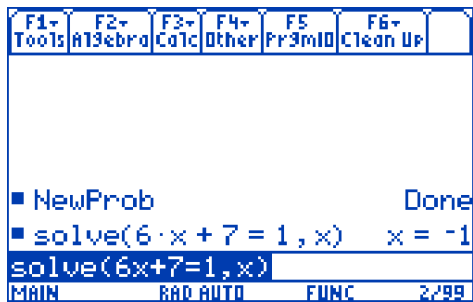 F1▾ F2▾ F3▾ F4▾ F5 F6▾
Tools Algebra Calc Other PrgmIO Clean Up
▪ NewProb Done
▪ solve(6·x + 7 = 1, x) x = ⁻1
solve(6x+7=1,x)
MAIN RAD AUTO FUNC 2/99